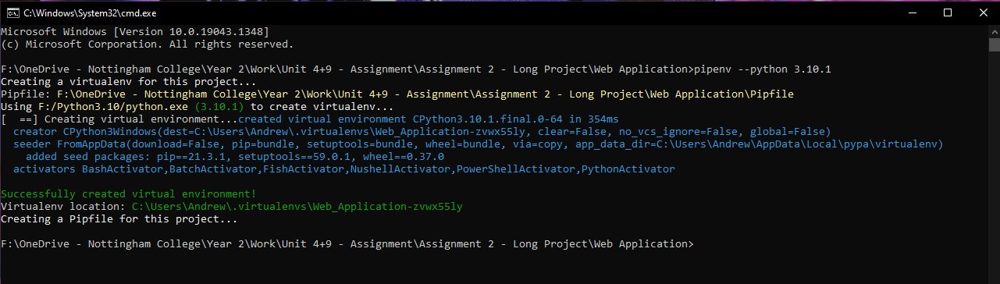 C:\Windows\System32\cmd.exe
Microsoft Windows [Version 10.0.19043.1348]
(c) Microsoft Corporation. All rights reserved.
F:\OneDrive - Nottingham College\Year 2\Work\Unit 4+9 - Assignment\Assignment 2 - Long Project\Web Application>pipenv --python 3.10.1
Creating a virtualenv for this project...
Pipfile: F:\OneDrive - Nottingham College\Year 2\Work\Unit 4+9 - Assignment\Assignment 2 - Long Project\Web Application\Pipfile
Using F:/Python3.10/python.exe (3.10.1) to create virtualenv...
[  ==] Creating virtual environment...created virtual environment CPython3.10.1.final.0-64 in 354ms
  creator CPython3Windows(dest=C:\Users\Andrew\.virtualenvs\Web_Application-zvwx55ly, clear=False, no_vcs_ignore=False, global=False)
  seeder FromAppData(download=False, pip=bundle, setuptools=bundle, wheel=bundle, via=copy, app_data_dir=C:\Users\Andrew\AppData\Local\pypa\virtualenv)
    added seed packages: pip==21.3.1, setuptools==59.0.1, wheel==0.37.0
  activators BashActivator,BatchActivator,FishActivator,NushellActivator,PowerShellActivator,PythonActivator
Successfully created virtual environment!
Virtualenv location: C:\Users\Andrew\.virtualenvs\Web_Application-zvwx55ly
Creating a Pipfile for this project...
F:\OneDrive - Nottingham College\Year 2\Work\Unit 4+9 - Assignment\Assignment 2 - Long Project\Web Application>